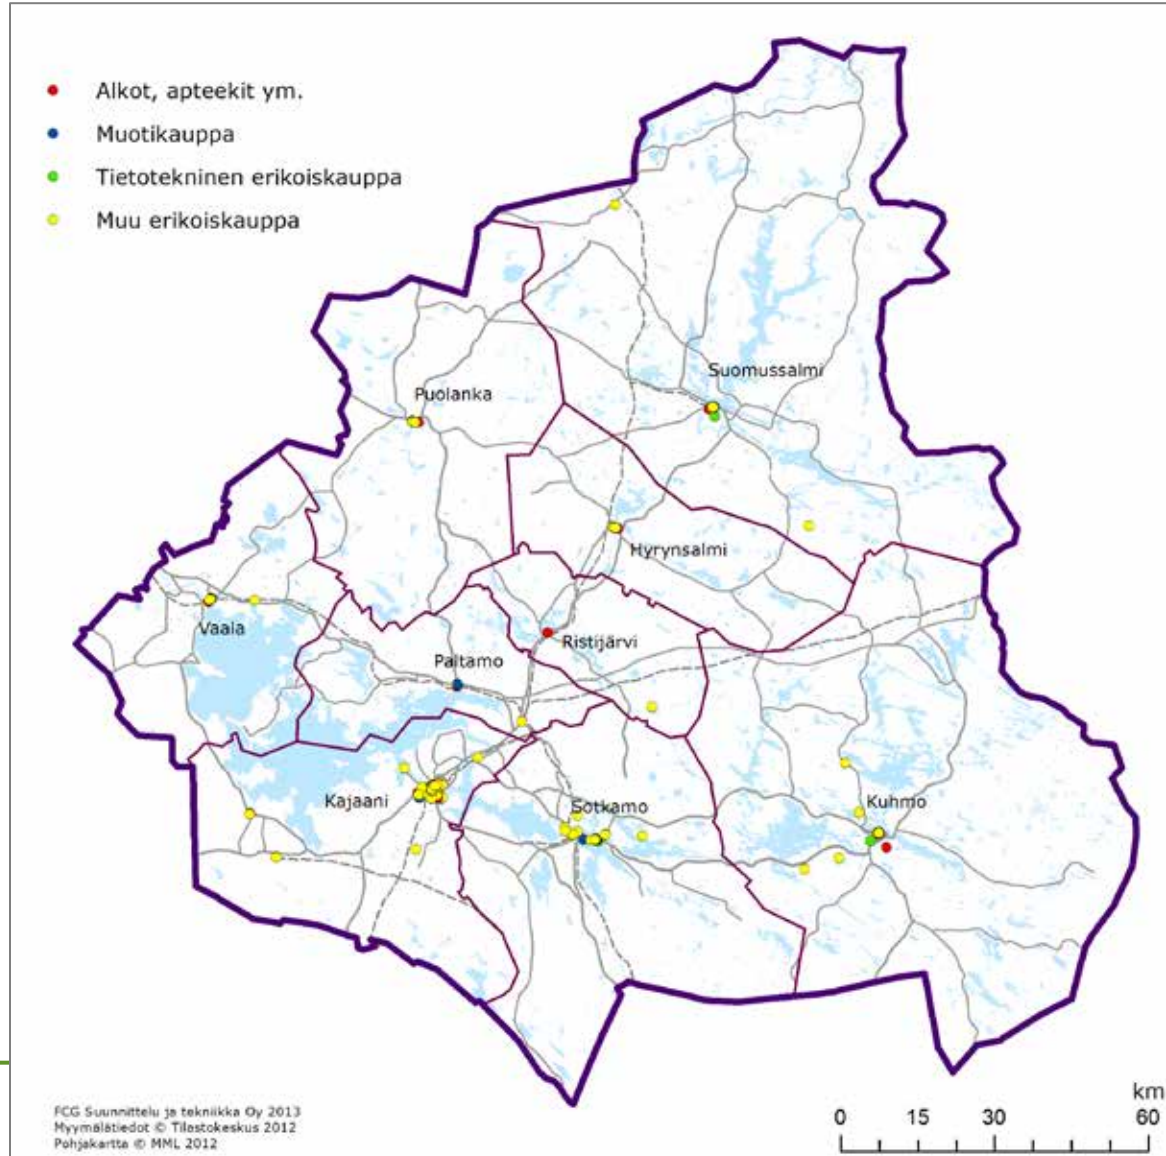 Alkot, apteekit ym.
Muotikauppa
Tietotekninen erikoiskauppa
Muu erikoiskauppa
Suomussalmi
Puolanka
Hyrynsalmi
Vaala
Ristijärvi
Paltamo
Kajaani
Sotkamo
Kuhmo
km
0 15 30 60
FCG Suunnittelu ja tekniikka Oy 2013
Myymälätiedot © Tilastokeskus 2012
Pohjakartta © MML 2012